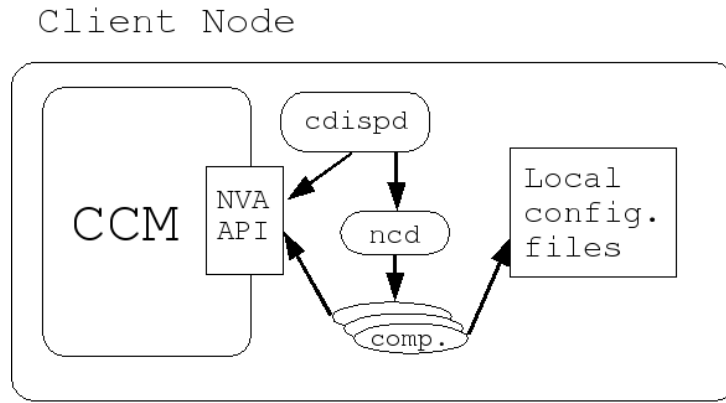 Client Node
cdispd
CCM
NVA
API
ncd
Local
config.
files
comp.